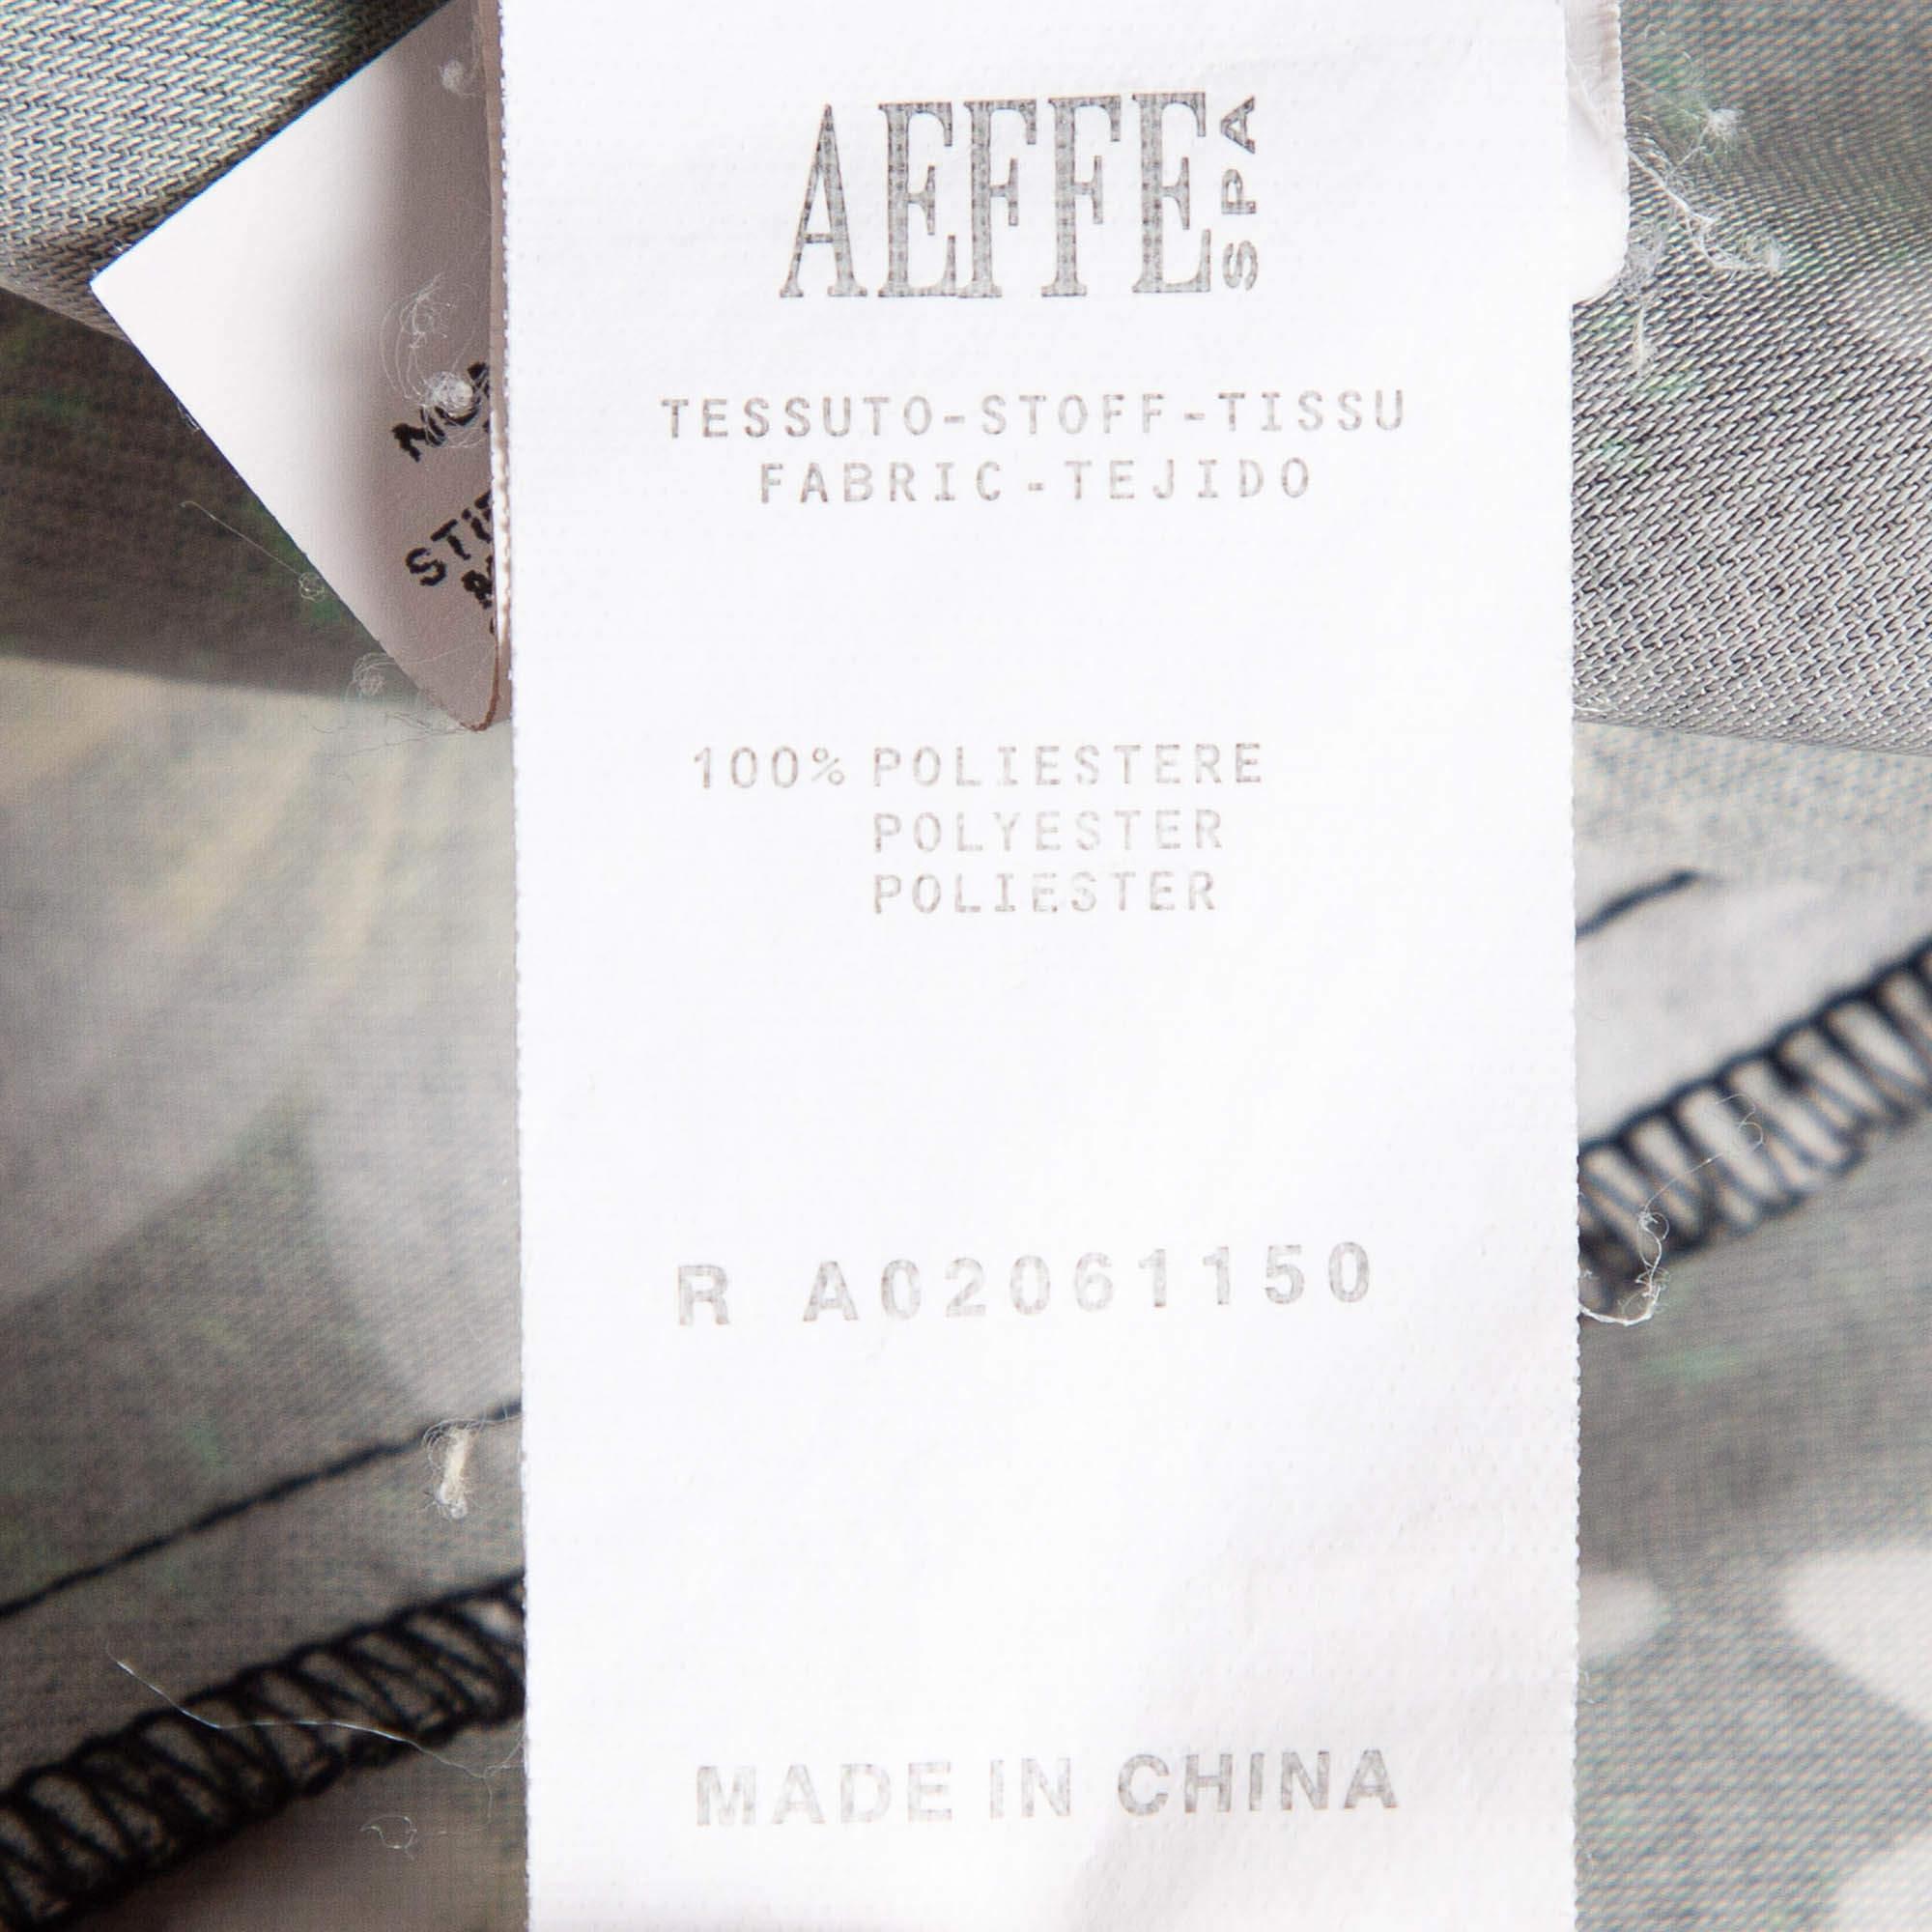 AEFFE SPA
TESSUTO-STOFF-TISSU
FABRIC-TEJIDO
100% POLIESTERE
POLYESTER
POLIESTER
R A02061150
MADE IN CHINA